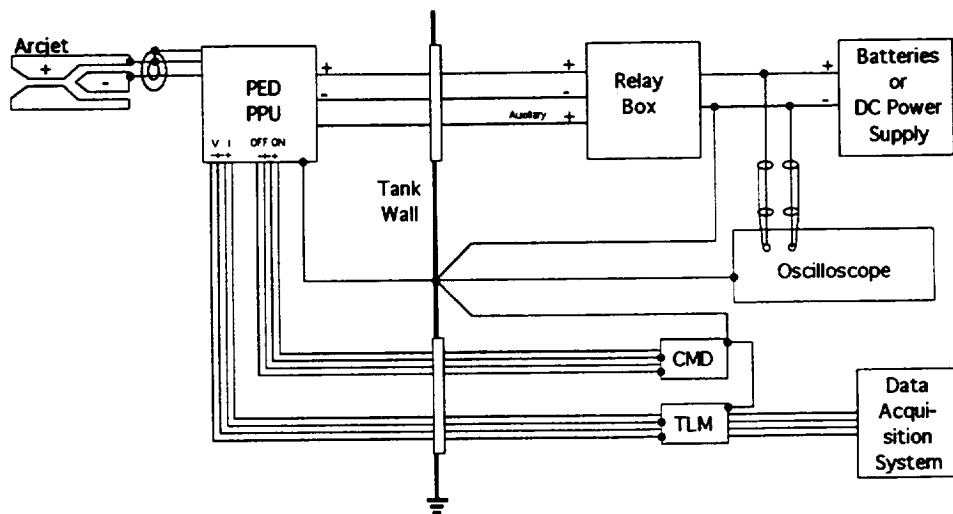 Arcjet
+
-
PED
PPU
V I
-+-+
OFF ON
-+-+
+
-
Auxiliary
+
-
+
Relay
Box
+
-
Batteries
or
DC Power
Supply
Tank
Wall
Oscilloscope
CMD
TLM
Data
Acqui-
sition
System